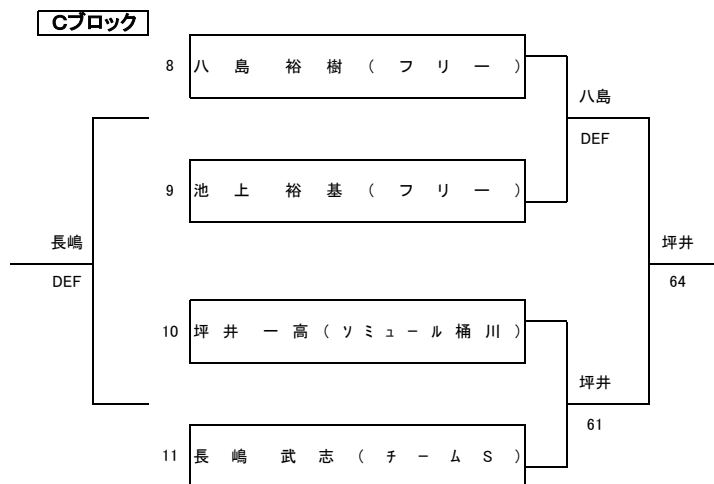 Cブロック
8 八島 裕樹(フリー)
八島
DEF
9 池上 裕基(フリー)
長嶋
DEF
坪井
64
10 坪井 一高(ソミュール桶川)
坪井
61
11 長嶋 武志(チームS)